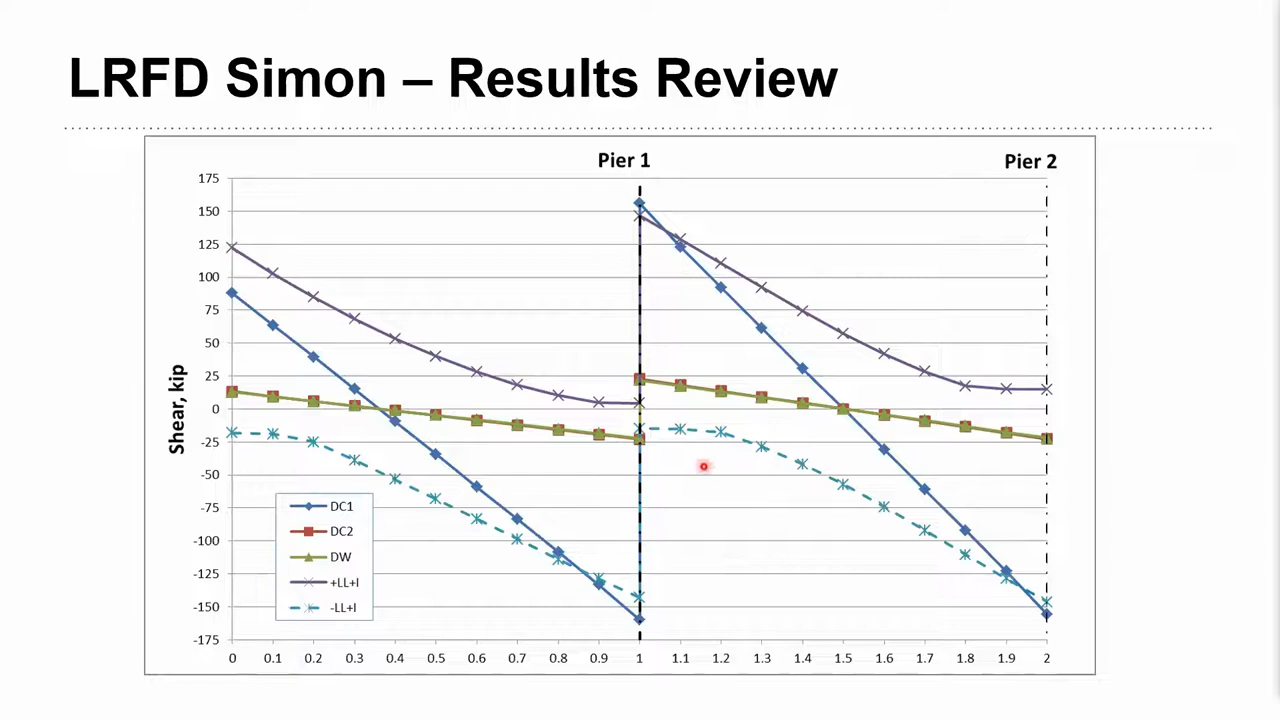 LRFD Simon – Results Review
Pier 1
Pier 2
175
150
125
100
75
50
25
0
-25
-50
-75
-100
-125
-150
-175
Shear, kip
DC1
DC2
DW
+LL+I
-LL+I
0 0.1 0.2 0.3 0.4 0.5 0.6 0.7 0.8 0.9 1 1.1 1.2 1.3 1.4 1.5 1.6 1.7 1.8 1.9 2